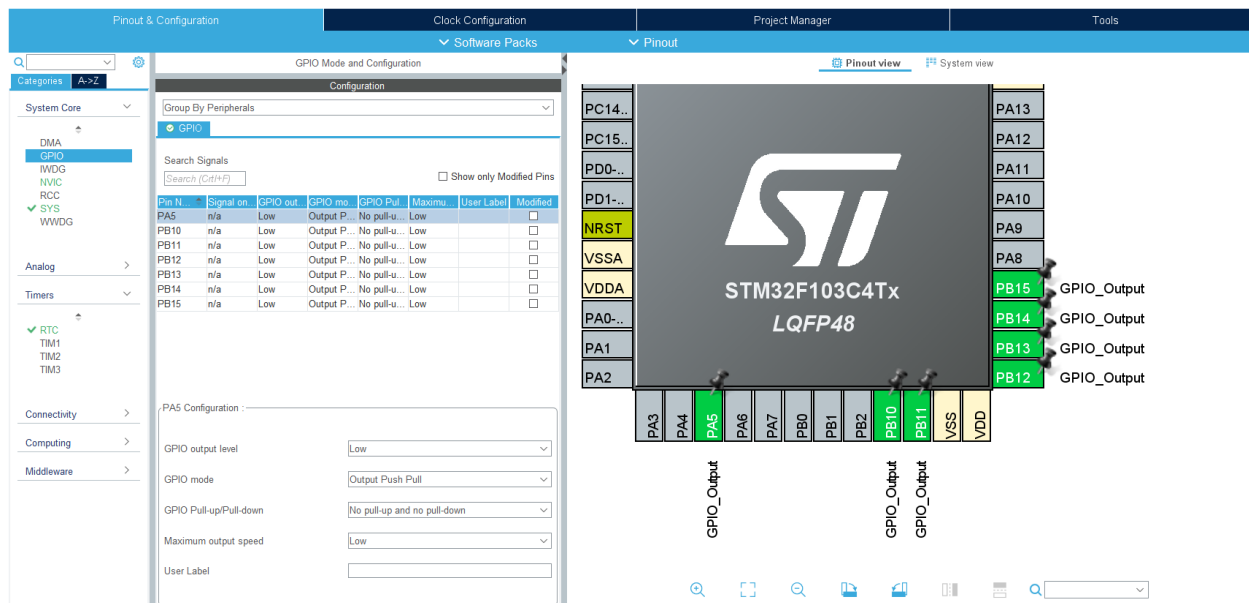 Pinout & Configuration
Clock Configuration
Project Manager
Tools
Software Packs
Pinout
Categories
A->Z
System Core
DMA
GPIO
IWDG
NVIC
RCC
SYS
WWDG
Analog
Timers
RTC
TIM1
TIM2
TIM3
Connectivity
Computing
Middleware
GPIO Mode and Configuration
Configuration
Group By Peripherals
GPIO
Search Signals
Search (Crtl+F)
Show only Modified Pins
Pin N... Signal on... GPIO out... GPIO mo... GPIO Pul... Maximu... User Label Modified
PA5 n/a Low Output P... No pull-u... Low
PB10 n/a Low Output P... No pull-u... Low
PB11 n/a Low Output P... No pull-u... Low
PB12 n/a Low Output P... No pull-u... Low
PB13 n/a Low Output P... No pull-u... Low
PB14 n/a Low Output P... No pull-u... Low
PB15 n/a Low Output P... No pull-u... Low
PA5 Configuration :
GPIO output level Low
GPIO mode Output Push Pull
GPIO Pull-up/Pull-down No pull-up and no pull-down
Maximum output speed Low
User Label
Pinout view
System view
PC14..
PC15..
PD0-..
PD1-..
NRST
VSSA
VDDA
PA0-..
PA1
PA2
ST
STM32F103C4Tx
LQFP48
PA13
PA12
PA11
PA10
PA9
PA8
PB15 GPIO_Output
PB14 GPIO_Output
PB13 GPIO_Output
PB12 GPIO_Output
PA3
PA4
PA5
PA6
PA7
PB0
PB1
PB2
PB10
PB11
VSS
VDD
GPIO_Output
GPIO_Output
GPIO_Output